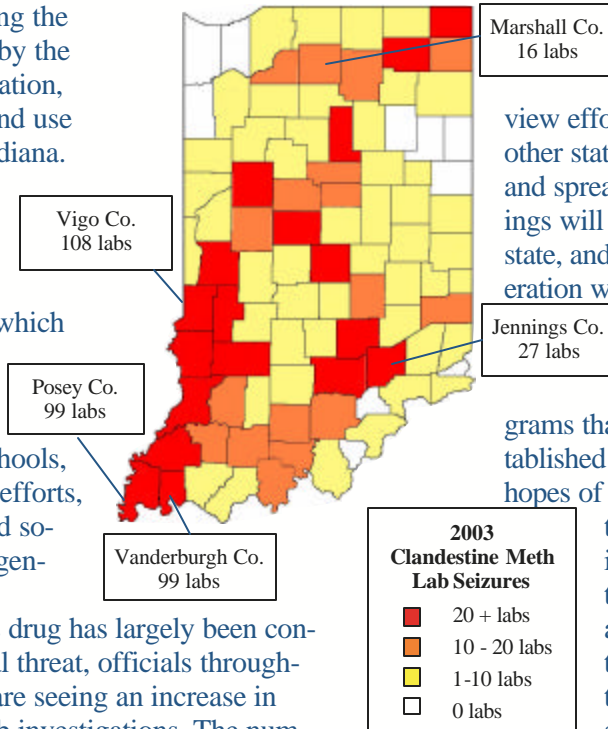 ng the
by the
ation,
nd use
diana.
which
hools,
efforts,
d so-
gen-
drug has largely been con-
l threat, officials through-
are seeing an increase in
b investigations. The num-
view effo
other stat
and sprea
ings will
state, and
eration w
grams tha
tablished
hopes of
t
i
t
a
t
t
Marshall Co.
16 labs
Vigo Co.
108 labs
Jennings Co.
27 labs
Posey Co.
99 labs
Vanderburgh Co.
99 labs
2003
Clandestine Meth
Lab Seizures
20 + labs
10 - 20 labs
1-10 labs
0 labs